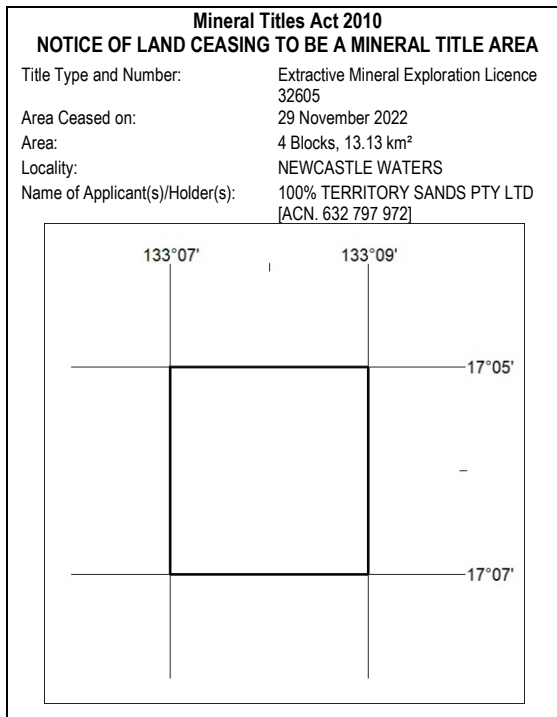 Mineral Titles Act 2010
NOTICE OF LAND CEASING TO BE A MINERAL TITLE AREA
Title Type and Number: Extractive Mineral Exploration Licence
32605
Area Ceased on: 29 November 2022
Area: 4 Blocks, 13.13 km²
Locality: NEWCASTLE WATERS
Name of Applicant(s)/Holder(s): 100% TERRITORY SANDS PTY LTD
[ACN. 632 797 972]
133°07' 133°09'
17°05'
17°07'